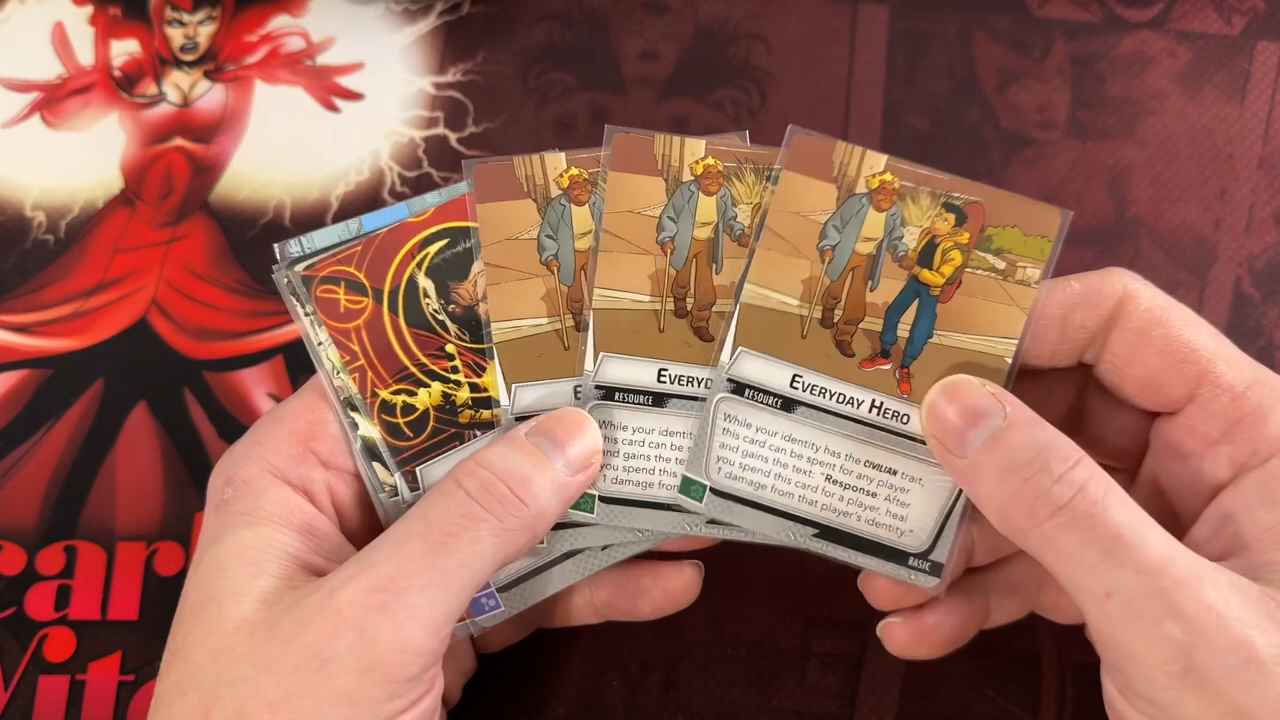 EVERYDAY HERO
RESOURCE
While your identity has the CIVILIAN trait,
this card can be spent for any player
and gains the text: "Response: After
you spend this card for a player, heal
1 damage from that player's identity."
BASIC
EVERYD
RESOURCE
While your identity
this card can be s
and gains the te
you spend this
1 damage from
E
ear
Wit